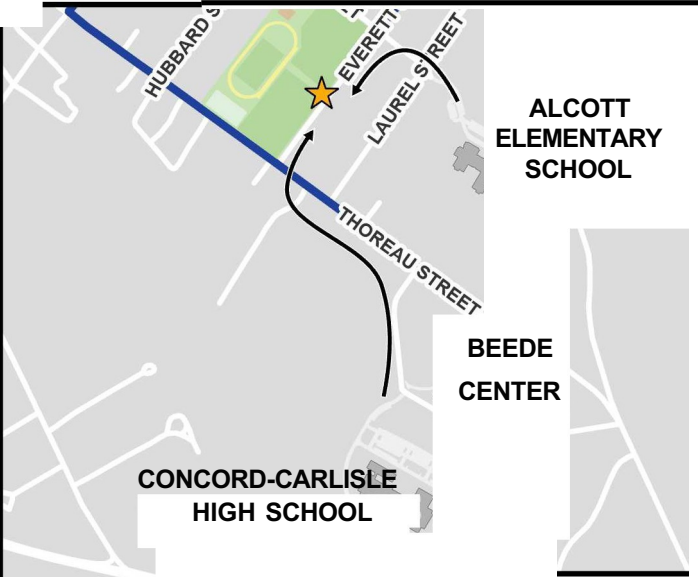 HUBBARD S
EVERETT
LAUREL STREET
ALCOTT
ELEMENTARY
SCHOOL
THOREAU STREET
BEEDE
CENTER
CONCORD-CARLISLE
HIGH SCHOOL